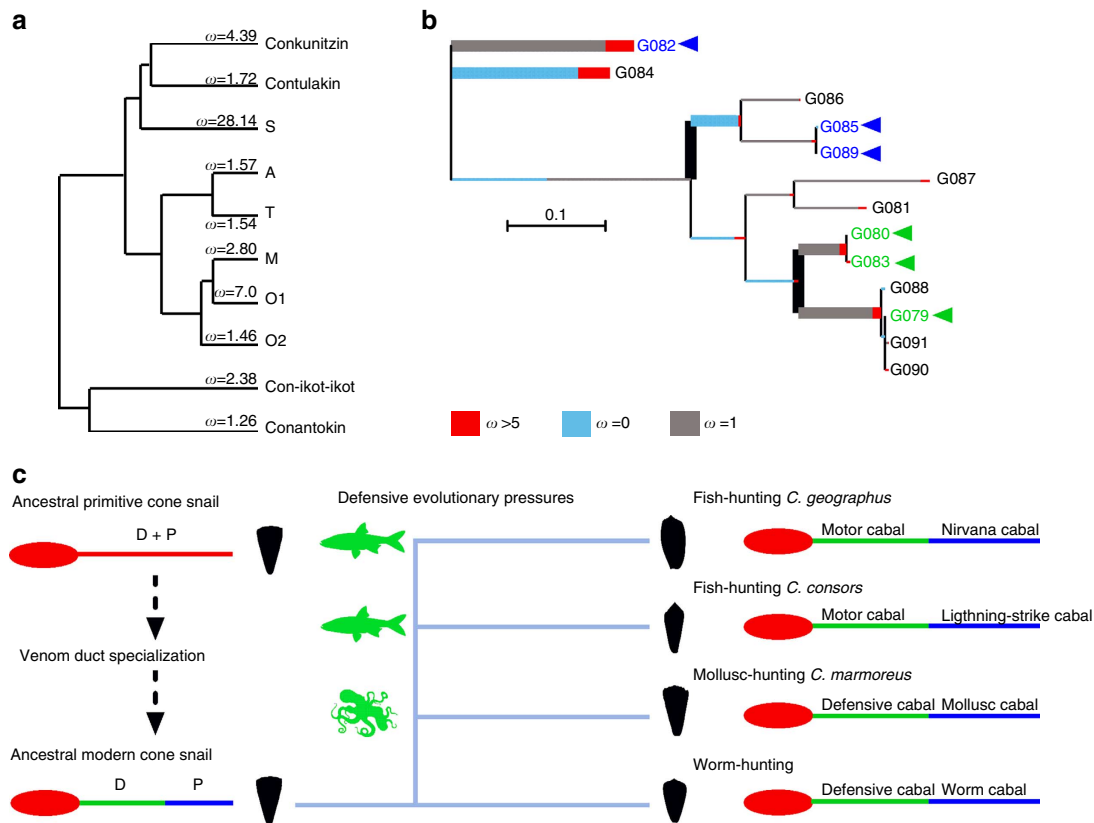 a
ω=4.39
Conkunitzin
ω=1.72
Contulakin
ω=28.14
S
ω=1.57
A
T
ω=1.54
ω=2.80
M
ω=7.0
O1
ω=1.46
O2
ω=2.38
Con-ikot-ikot
ω=1.26
Conantokin
b
G082
G084
G086
G085
G089
G087
G081
0.1
G080
G083
G088
G079
G091
G090
ω >5
ω =0
ω =1
c
Ancestral primitive cone snail
D + P
Venom duct specialization
Ancestral modern cone snail
D P
Defensive evolutionary pressures
Fish-hunting C. geographus
Motor cabal Nirvana cabal
Fish-hunting C. consors
Motor cabal Ligthning-strike cabal
Mollusc-hunting C. marmoreus
Defensive cabal Mollusc cabal
Worm-hunting
Defensive cabal Worm cabal